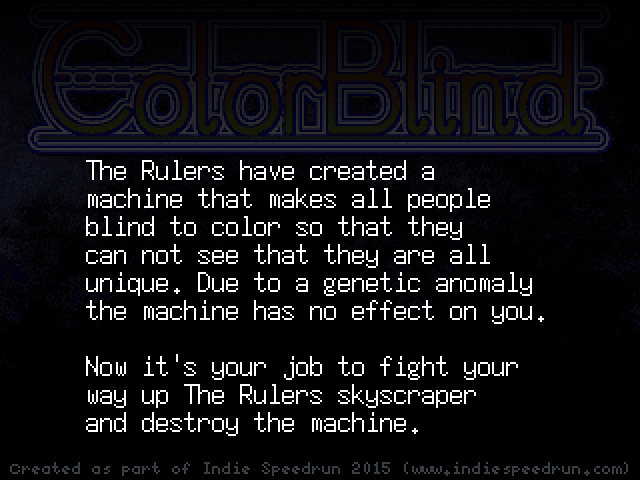 ColorBlind
The Rulers have created a
machine that makes all people
blind to color so that they
can not see that they are all
unique. Due to a genetic anomaly
the machine has no effect on you.
Now it's your job to fight your
way up The Rulers skyscraper
and destroy the machine.
Created as part of Indie Speedrun 2015 (www.indiespeedrun.com)